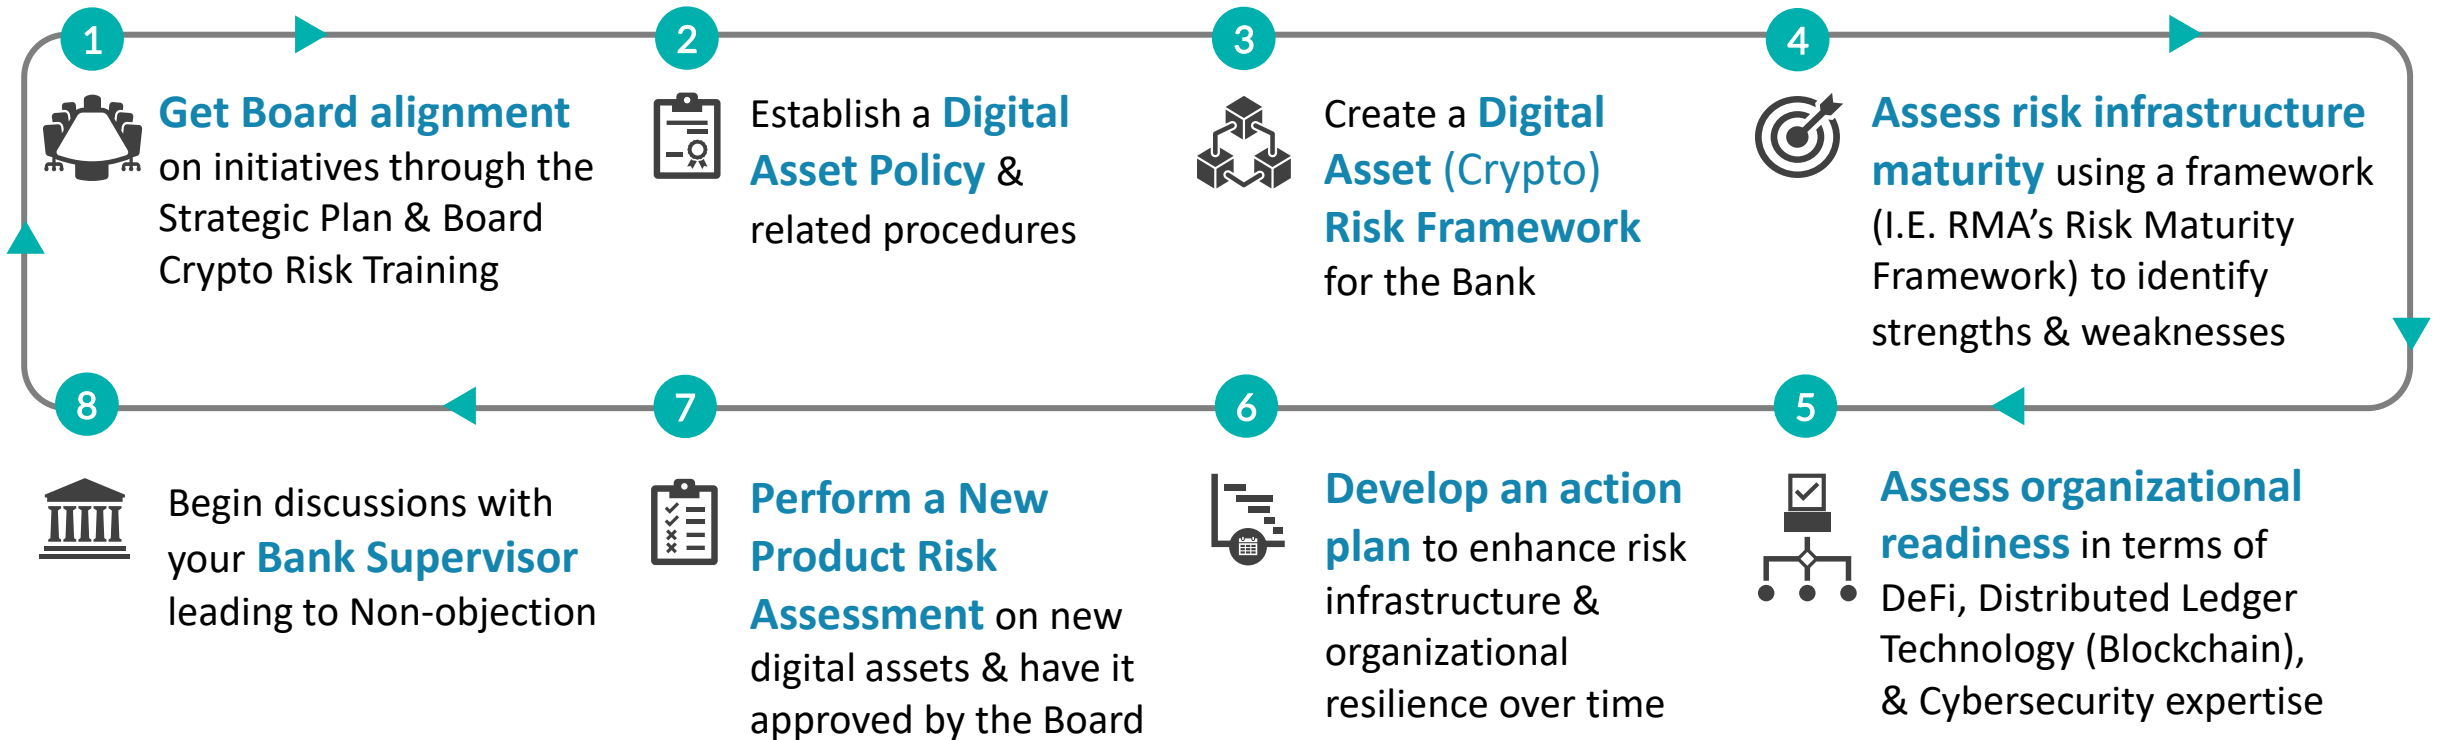 1
Get Board alignment
on initiatives through the
Strategic Plan & Board
Crypto Risk Training
2
Establish a Digital
Asset Policy &
related procedures
3
Create a Digital
Asset (Crypto)
Risk Framework
for the Bank
4
Assess risk infrastructure
maturity using a framework
(I.E. RMA’s Risk Maturity
Framework) to identify
strengths & weaknesses
5
Assess organizational
readiness in terms of
DeFi, Distributed Ledger
Technology (Blockchain),
& Cybersecurity expertise
6
Develop an action
plan to enhance risk
infrastructure &
organizational
resilience over time
7
Perform a New
Product Risk
Assessment on new
digital assets & have it
approved by the Board
8
Begin discussions with
your Bank Supervisor
leading to Non-objection